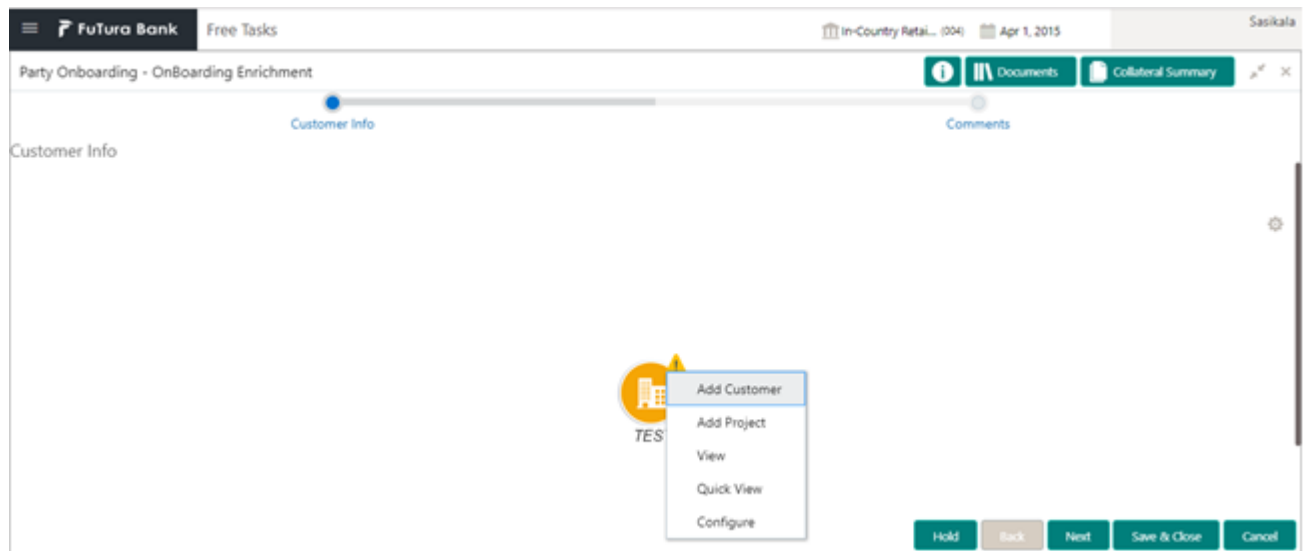 FuTura Bank Free Tasks In-Country Retai... (004) Apr 1, 2015 Sasikala
Party Onboarding - OnBoarding Enrichment Documents Collateral Summary
Customer Info Comments
Customer Info
Add Customer
Add Project
TES
View
Quick View
Configure
Hold Back Next Save & Close Cancel